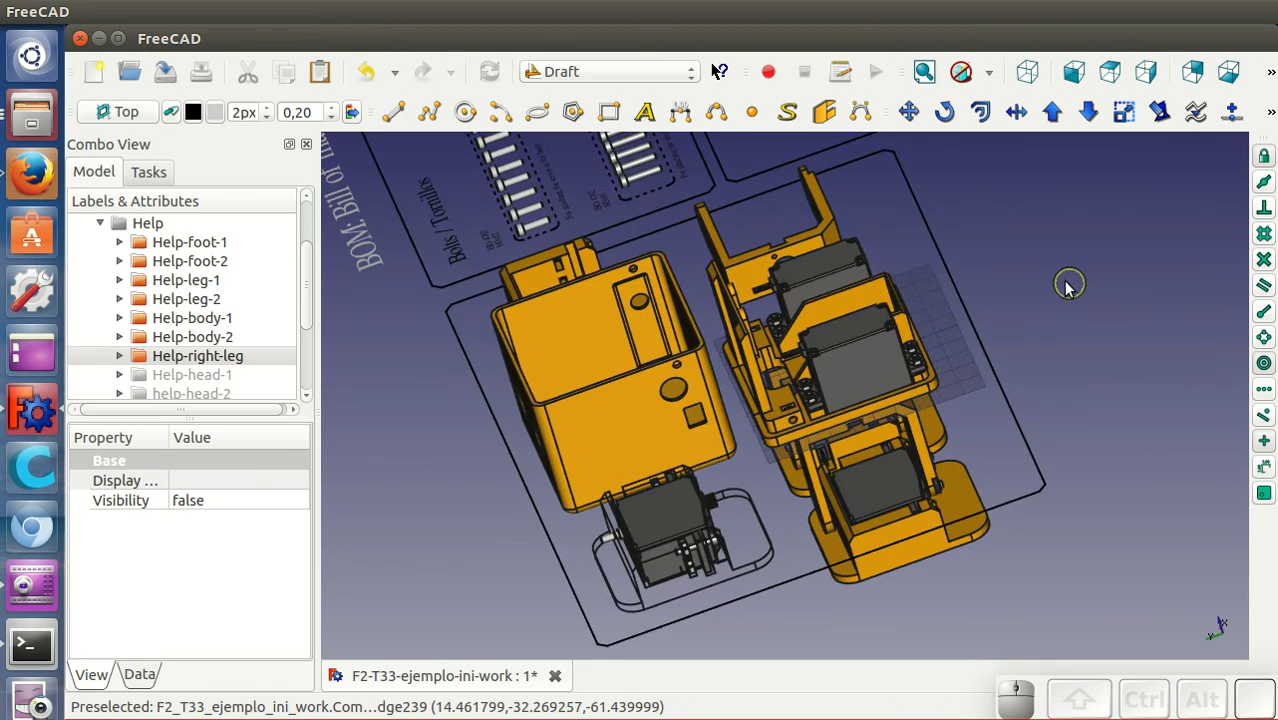 FreeCAD
FreeCAD
Draft
Top
2px
0,20
Combo View
Model
Tasks
Labels & Attributes
Help
Help-foot-1
Help-foot-2
Help-leg-1
Help-leg-2
Help-body-1
Help-body-2
Help-right-leg
Help-head-1
help-head-2
Property
Value
Base
Display ...
Visibility
false
View
Data
BOM: Bill of the
Bolls / Tornillos
F2-T33-ejemplo-ini-work : 1*
Preselected: F2_T33_ejemplo_ini_work.Com...dge239 (14.461799,-32.269257,-61.439999)
Ctrl
Alt